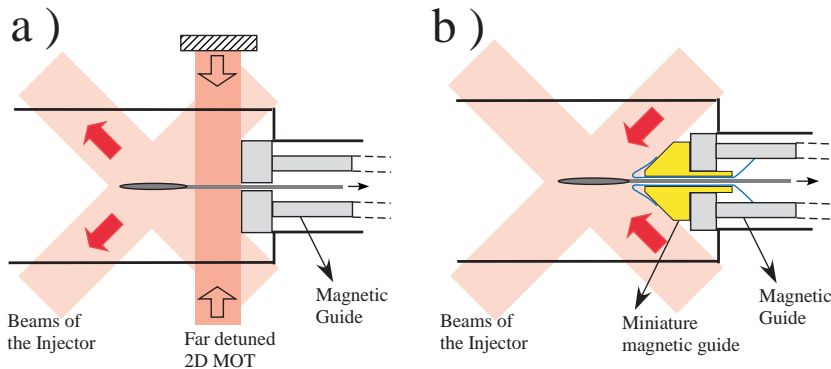 a )
Beams of
the Injector
Far detuned
2D MOT
Magnetic
Guide
b )
Beams of
the Injector
Miniature
magnetic guide
Magnetic
Guide